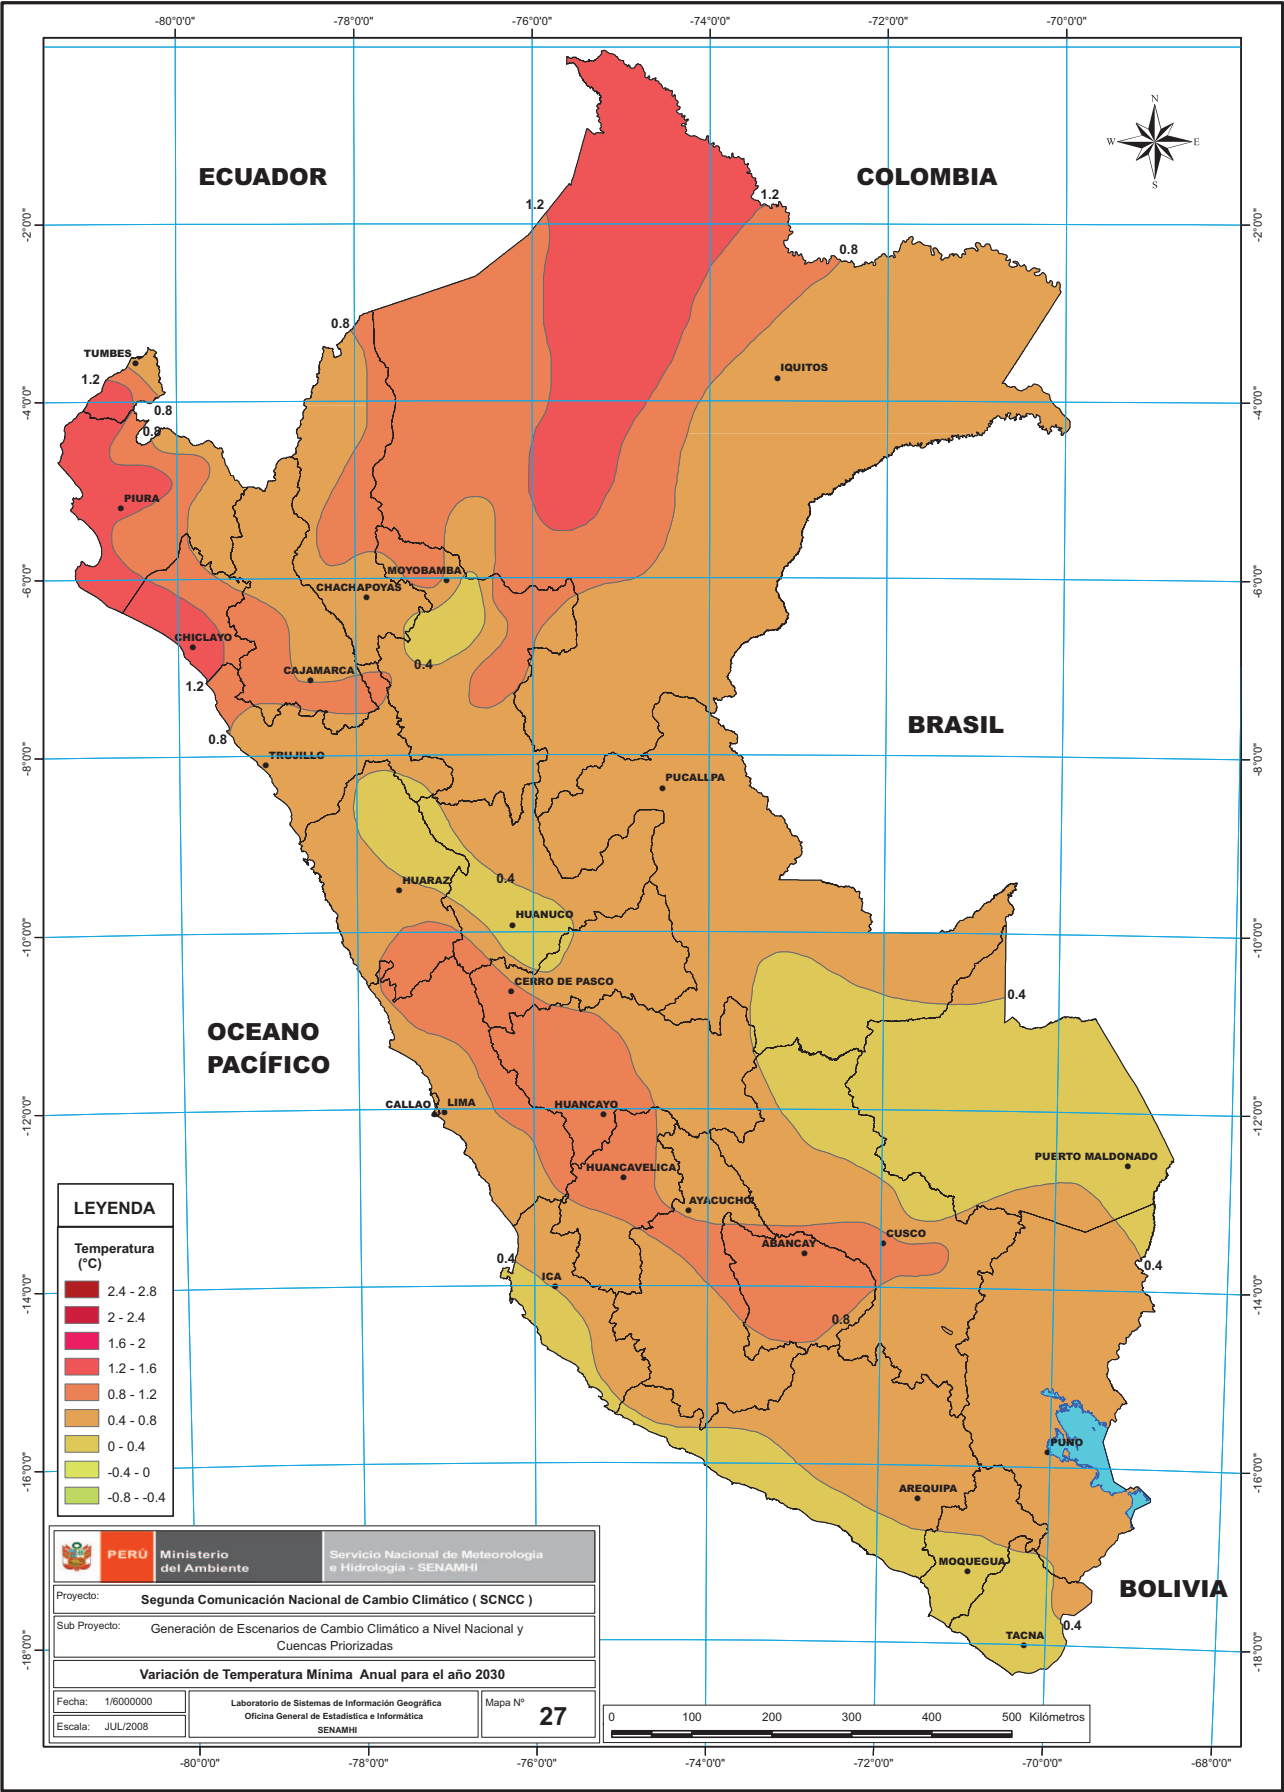 -80°0'0"
-78°0'0"
-76°0'0"
-74°0'0"
-72°0'0"
-70°0'0"
N
W
E
S
ECUADOR
COLOMBIA
1.2
1.2
-2°0'0"
-2°0'0"
0.8
0.8
TUMBES
1.2
IQUITOS
-4°0'0"
-4°0'0"
0.8
0.8
PIURA
MOYOBAMBA
-6°0'0"
-6°0'0"
CHACHAPOYAS
CHICLAYO
0.4
CAJAMARCA
1.2
BRASIL
0.8
TRUJILLO
-8°0'0"
-8°0'0"
PUCALLPA
HUARAZ
0.4
HUANUCO
-10°0'0"
-10°0'0"
CERRO DE PASCO
0.4
OCEANO
PACÍFICO
CALLAO
LIMA
HUANCAYO
-12°0'0"
-12°0'0"
PUERTO MALDONADO
HUANCAVELICA
AYACUCHO
CUSCO
ABANCAY
0.4
0.4
ICA
-14°0'0"
-14°0'0"
0.8
PUNO
-16°0'0"
-16°0'0"
AREQUIPA
MOQUEGUA
BOLIVIA
0.4
TACNA
-18°0'0"
-18°0'0"
LEYENDA
Temperatura
(°C)
2.4 - 2.8
2 - 2.4
1.6 - 2
1.2 - 1.6
0.8 - 1.2
0.4 - 0.8
0 - 0.4
-0.4 - 0
-0.8 - -0.4
PERÚ
Ministerio
del Ambiente
Servicio Nacional de Meteorología
e Hidrología - SENAMHI
Proyecto: Segunda Comunicación Nacional de Cambio Climático ( SCNCC )
Sub Proyecto: Generación de Escenarios de Cambio Climático a Nivel Nacional y
Cuencas Priorizadas
Variación de Temperatura Mínima Anual para el año 2030
Fecha: 1/6000000
Escala: JUL/2008
Laboratorio de Sistemas de Información Geográfica
Oficina General de Estadística e Informática
SENAMHI
Mapa Nº
27
0 100 200 300 400 500 Kilómetros
-80°0'0"
-78°0'0"
-76°0'0"
-74°0'0"
-72°0'0"
-70°0'0"
-68°0'0"